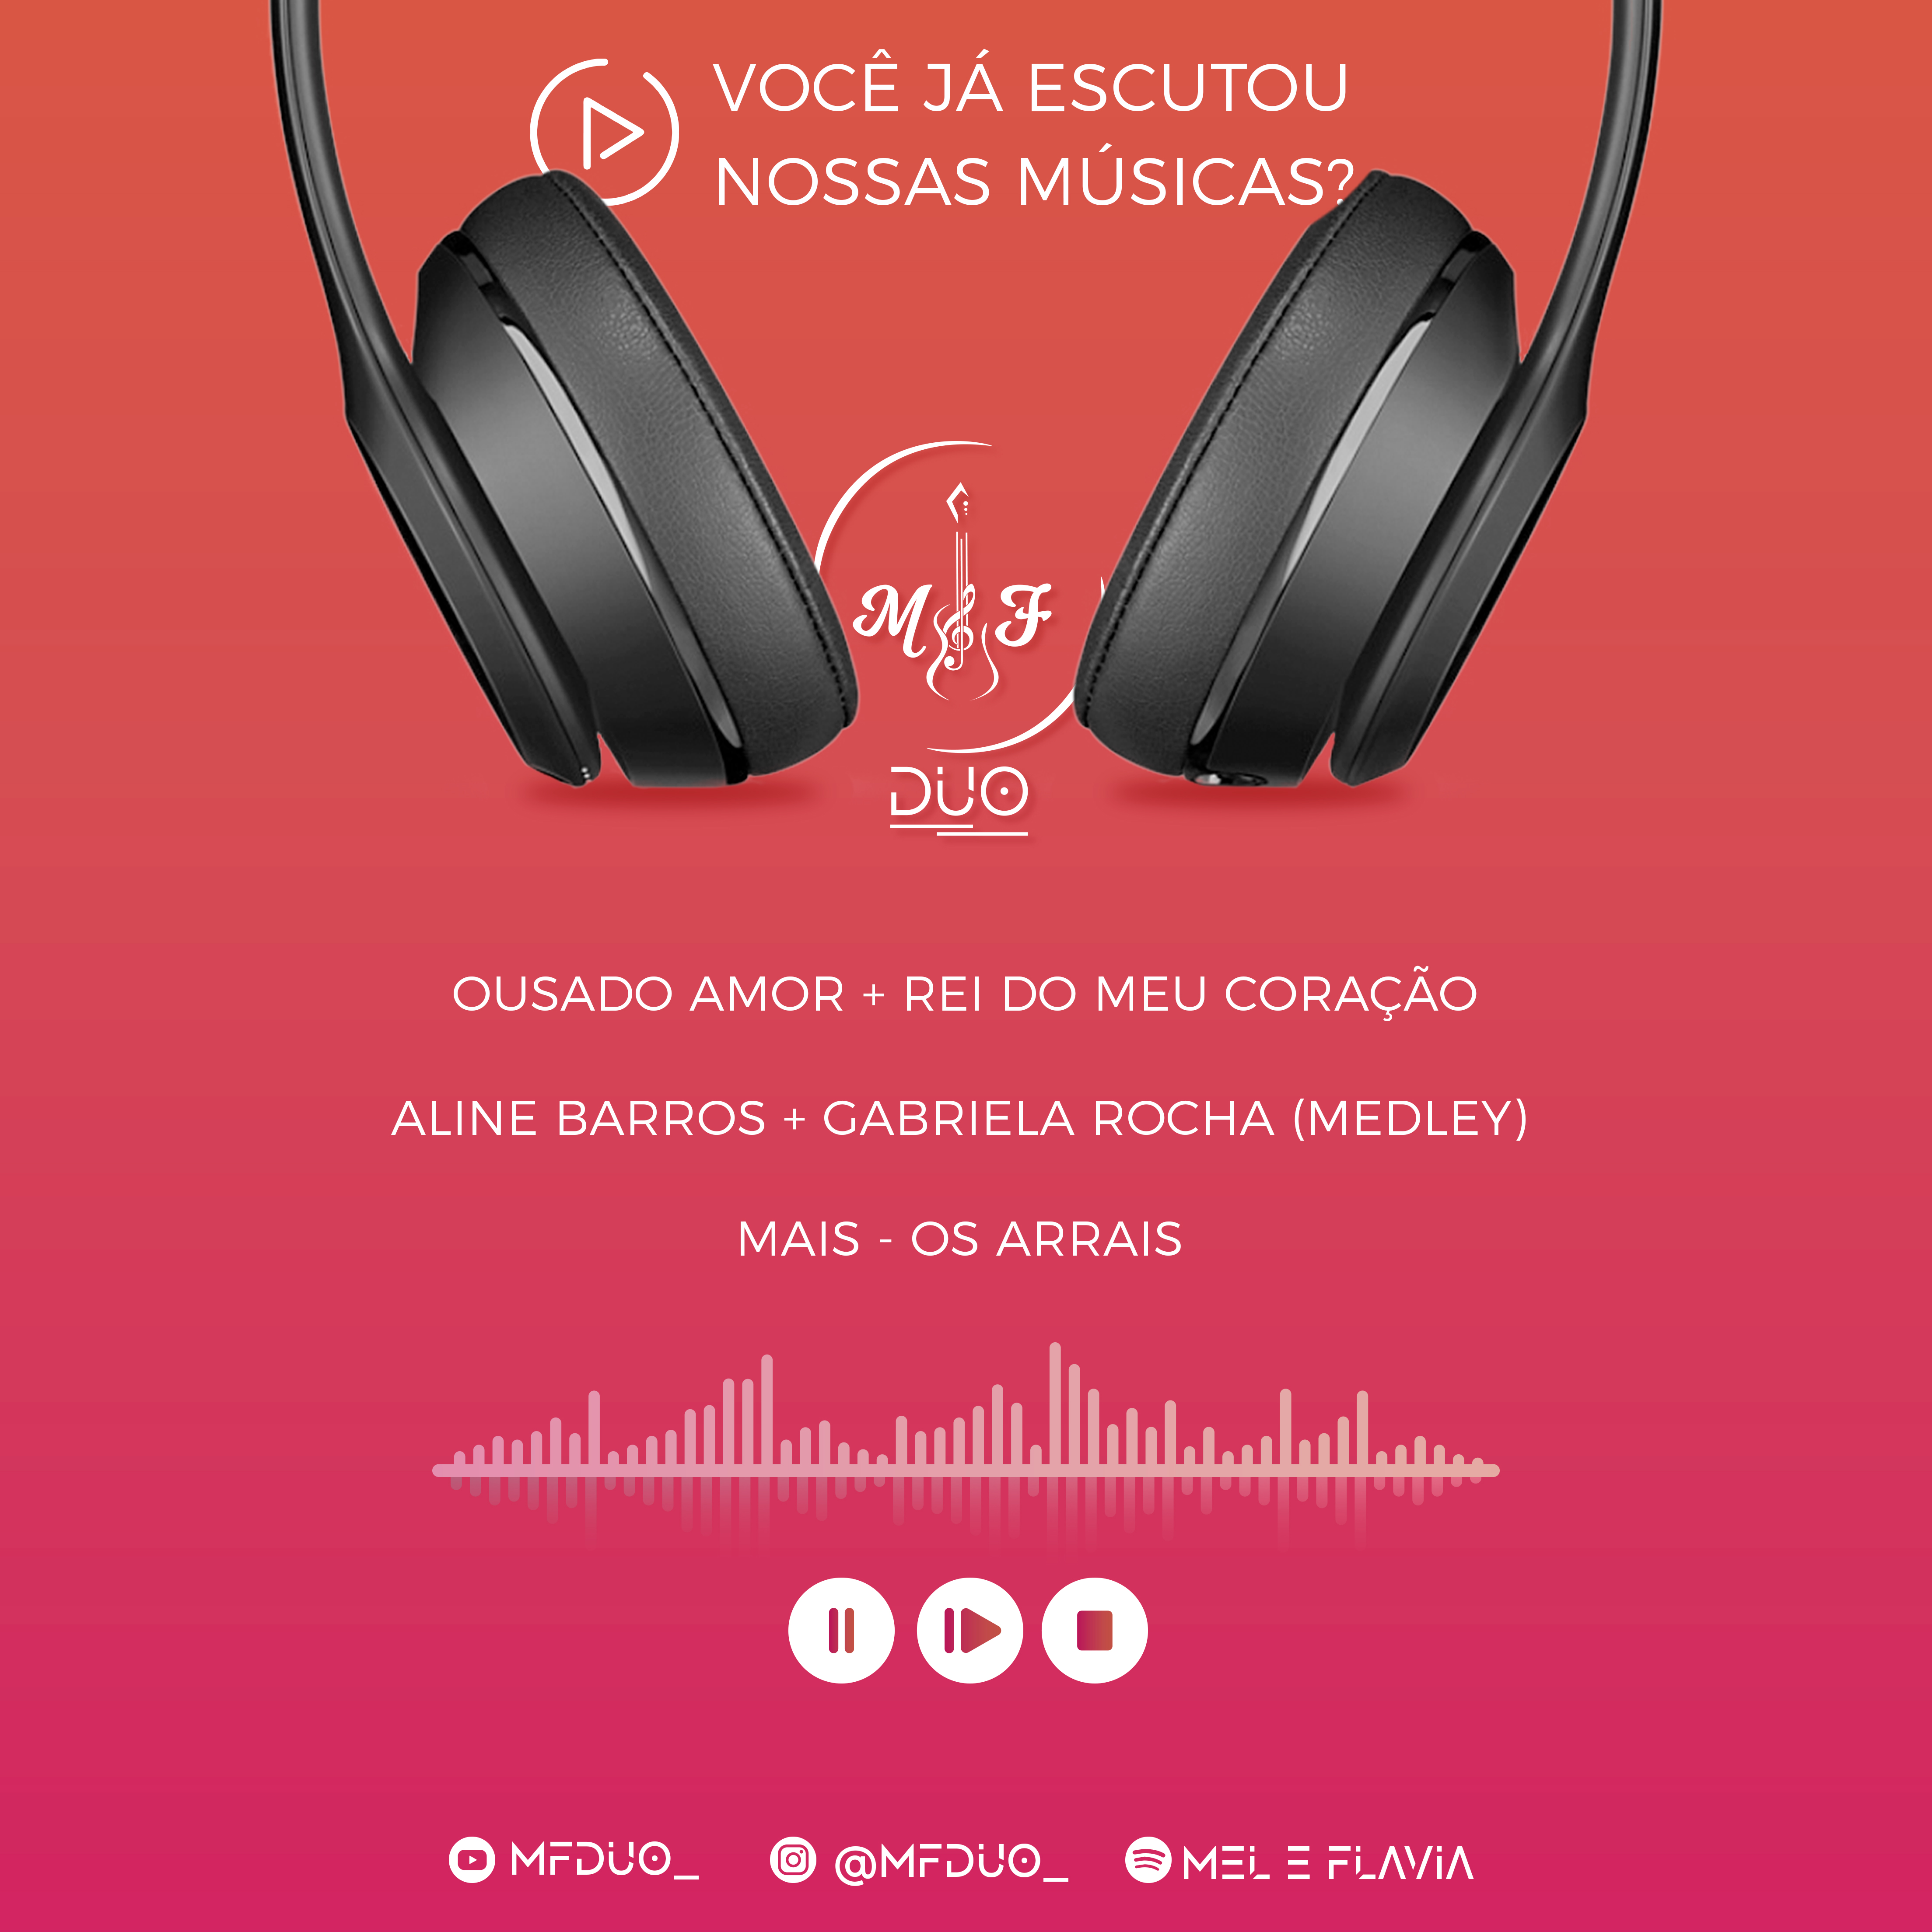 VOCÊ JÁ ESCUTOU
NOSSAS MÚSICAS?
M F
DUO
OUSADO AMOR + REI DO MEU CORAÇÃO
ALINE BARROS + GABRIELA ROCHA (MEDLEY)
MAIS - OS ARRAIS
MFDUO_ @MFDUO_ MEL E FLAVIA